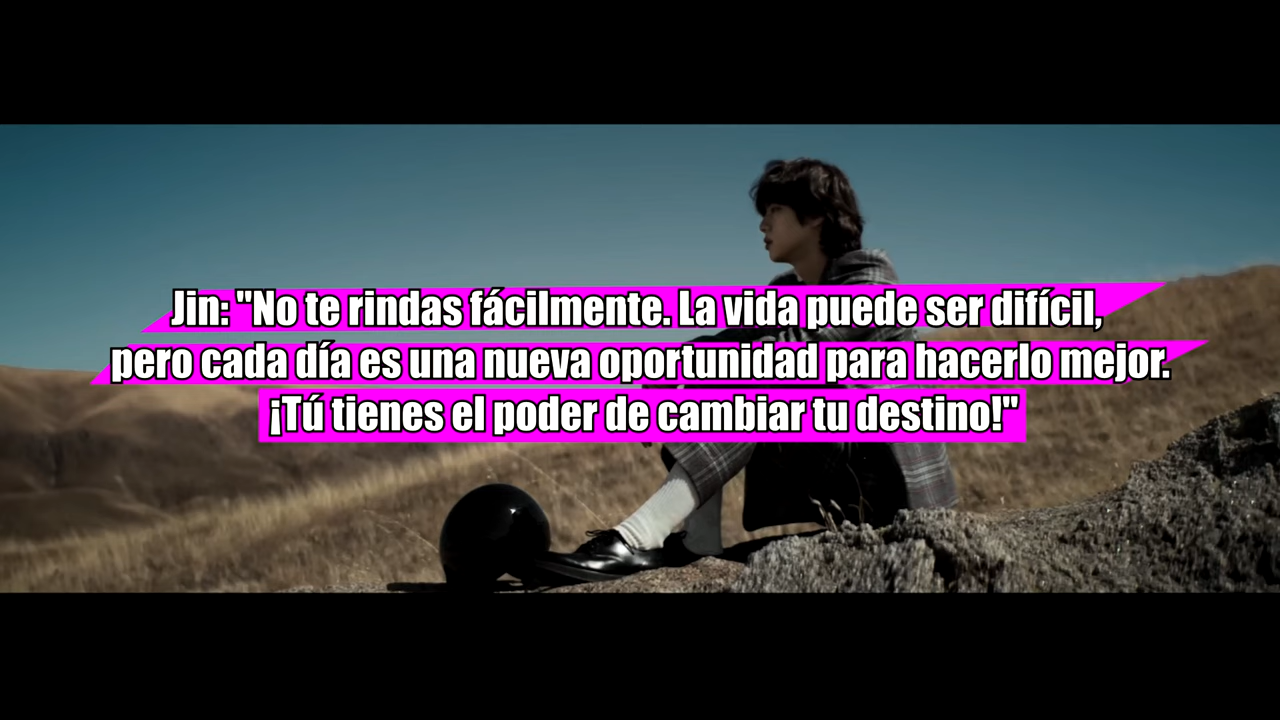 Jin: "No te rindas fácilmente. La vida puede ser difícil,
pero cada día es una nueva oportunidad para hacerlo mejor.
¡Tú tienes el poder de cambiar tu destino!"